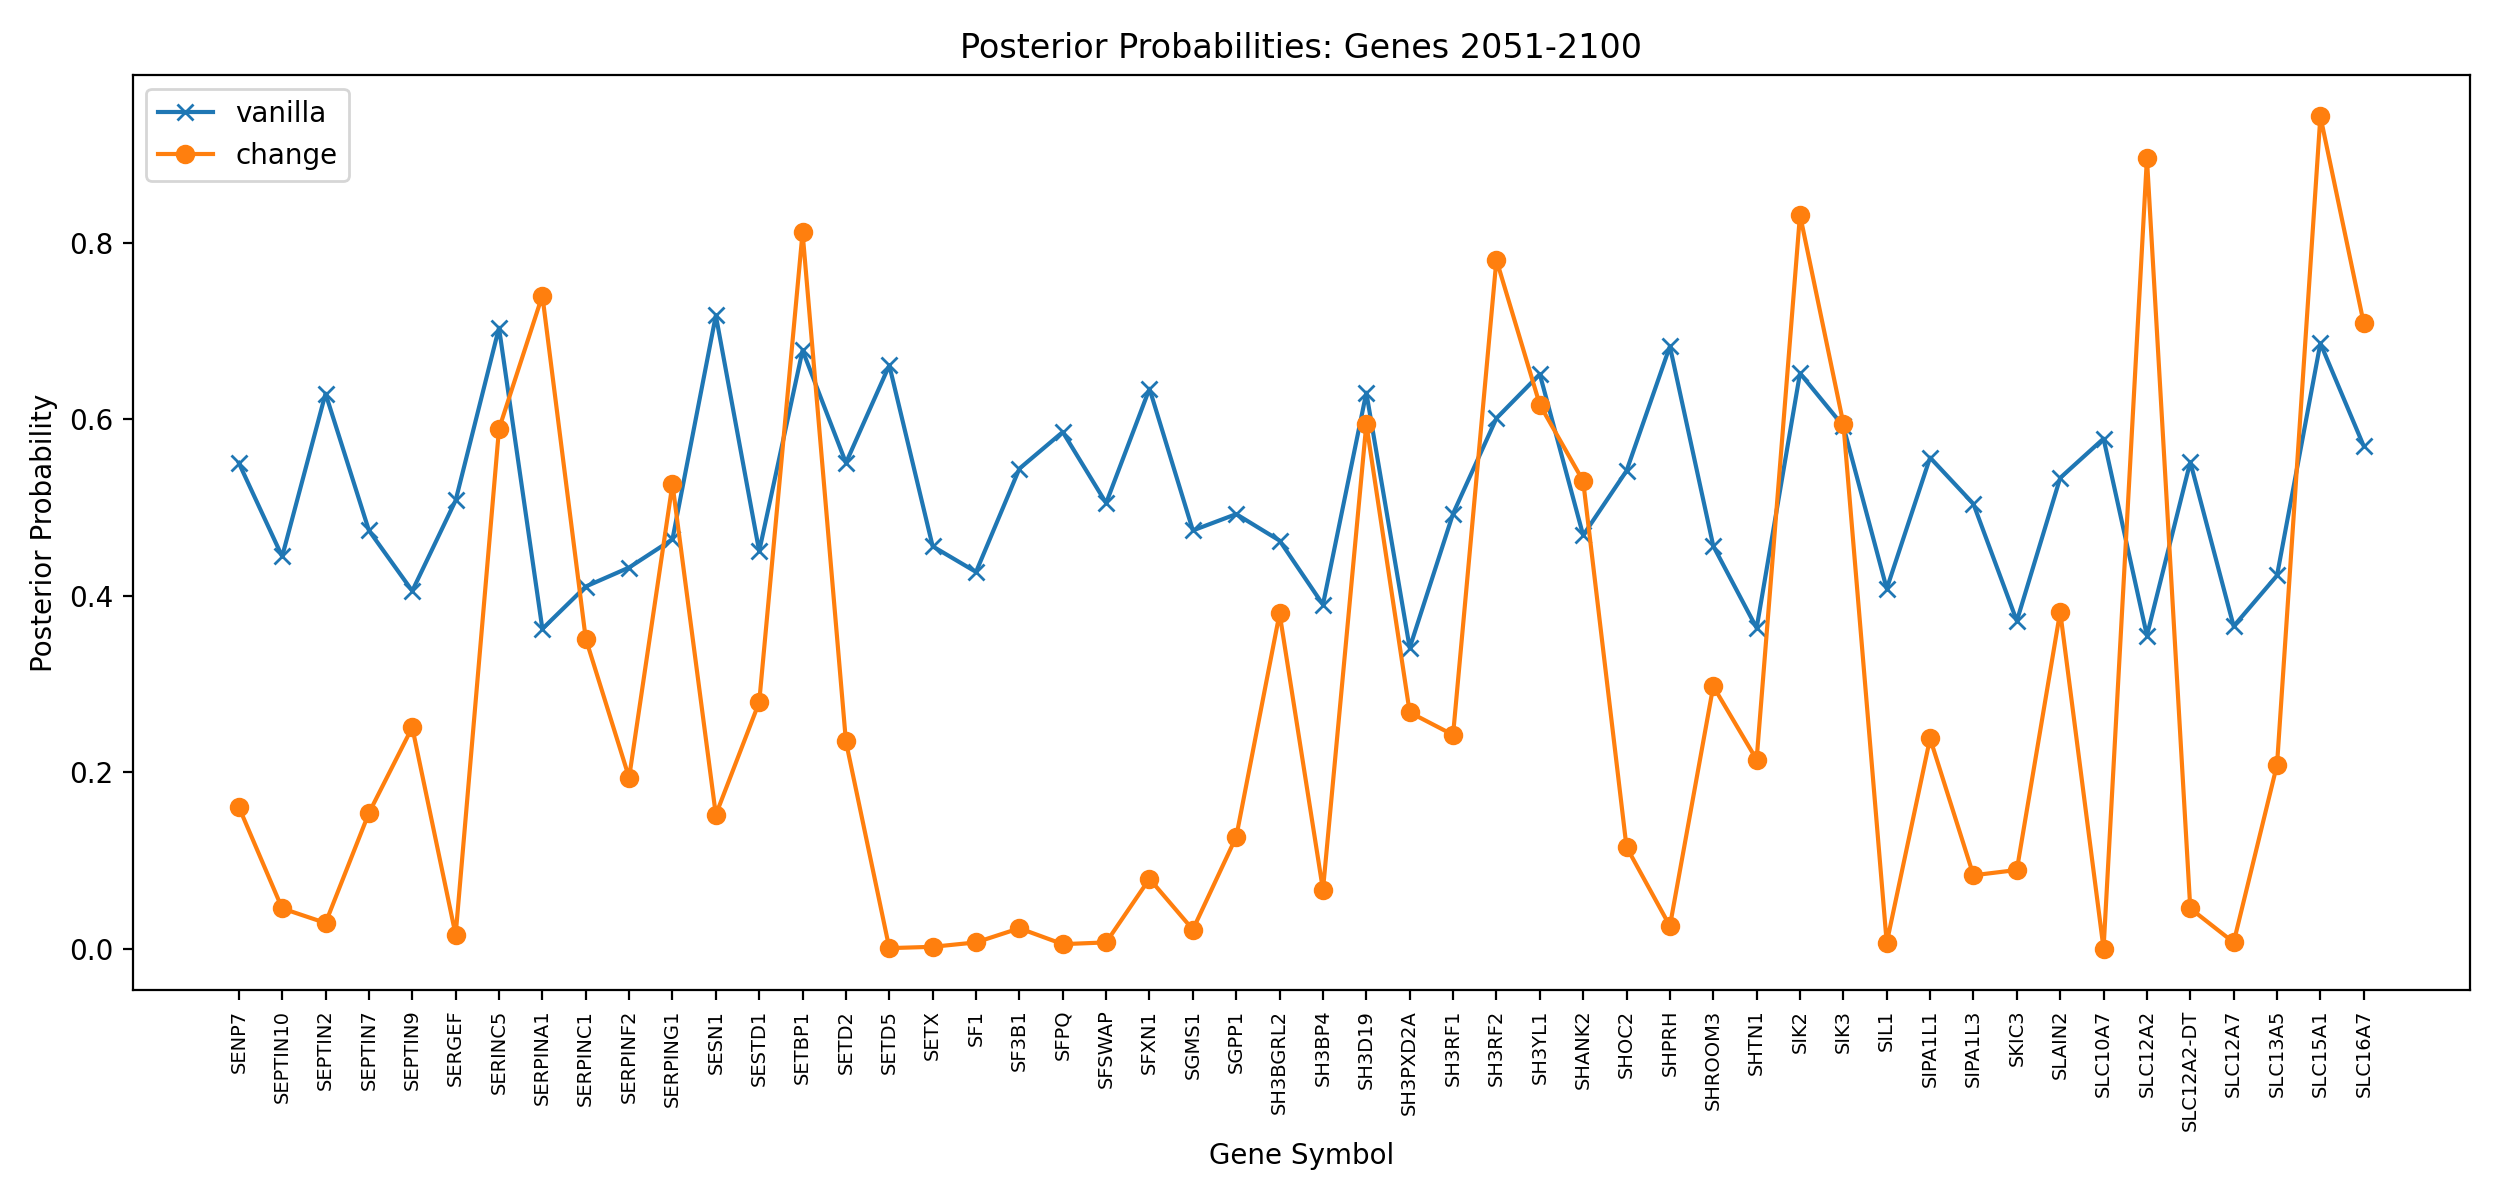 Posterior Probabilities: Genes 2051-2100
vanilla
change
Posterior Probability
0.8
0.6
0.4
0.2
0.0
SENP7
SEPTIN10
SEPTIN2
SEPTIN7
SEPTIN9
SERGEF
SERINC5
SERPINA1
SERPINC1
SERPINF2
SERPING1
SESN1
SESTD1
SETBP1
SETD2
SETD5
SETX
SF1
SF3B1
SFPQ
SFSWAP
SFXN1
SGMS1
SGPP1
SH3BGRL2
SH3BP4
SH3D19
SH3PXD2A
SH3RF1
SH3RF2
SH3YL1
SHANK2
SHOC2
SHPRH
SHROOM3
SHTN1
SIK2
SIK3
SIL1
SIPA1L1
SIPA1L3
SKIC3
SLAIN2
SLC10A7
SLC12A2
SLC12A2-DT
SLC12A7
SLC13A5
SLC15A1
SLC16A7
Gene Symbol